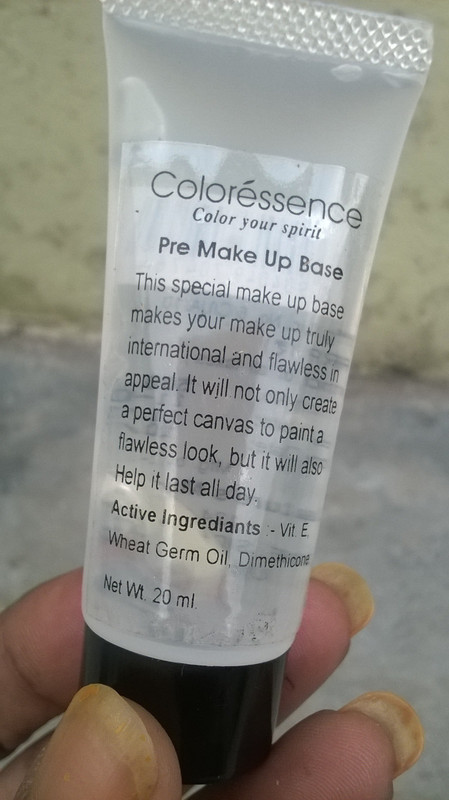 Coloréssence
Color your spirit
Pre Make Up Base
This special make up base
makes your make up truly
international and flawless in
appeal. It will not only create
a perfect canvas to paint a
flawless look, but it will also
Help it last all day.
Active Ingrediants :- Vit. E,
Wheat Germ Oil, Dimethicone
Net Wt. 20 ml.